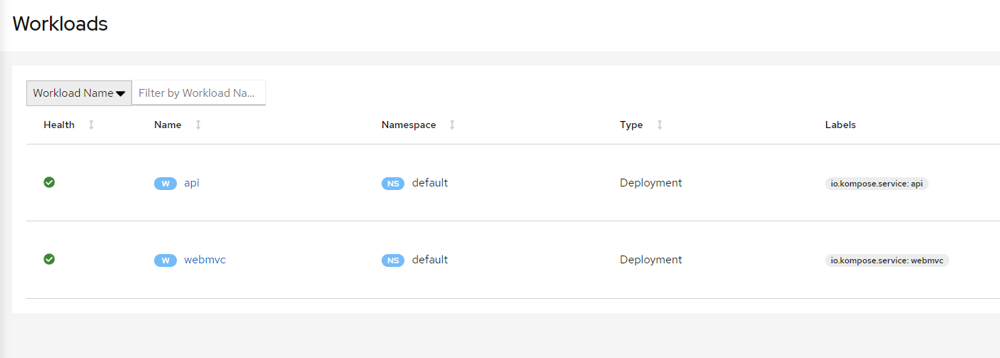 Workloads
Workload Name Filter by Workload Na...
Health Name Namespace Type Labels
W api NS default Deployment io.kompose.service: api
W webmvc NS default Deployment io.kompose.service: webmvc